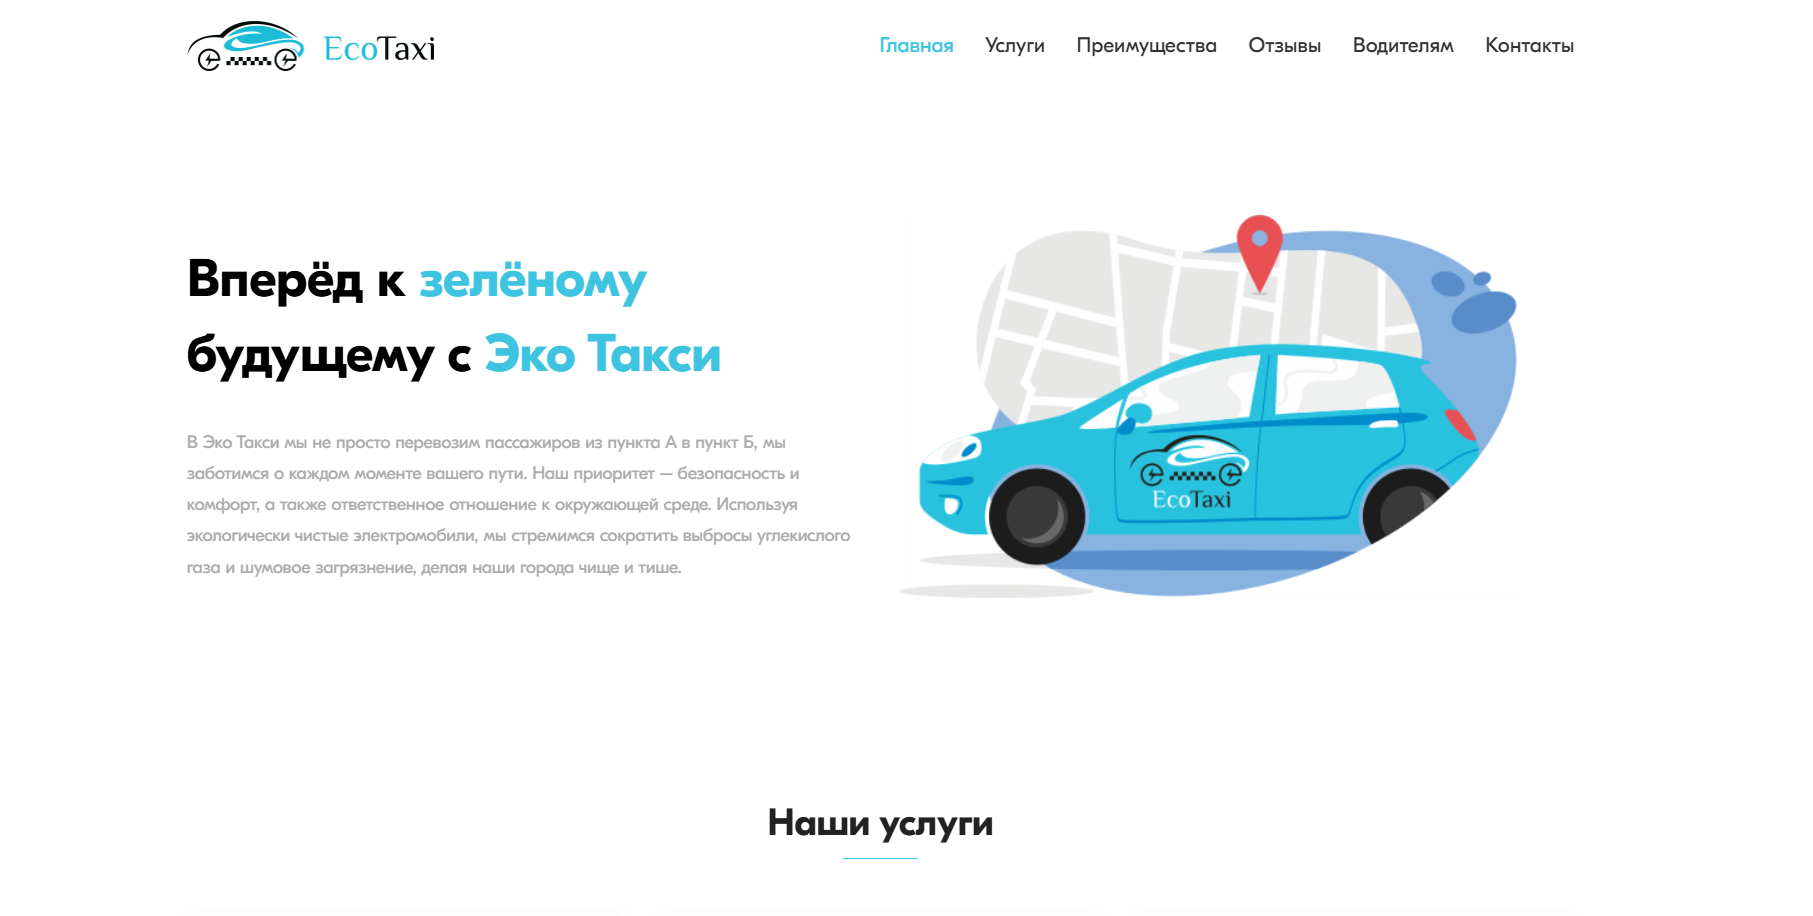 EcoTaxi
Главная Услуги Преимущества Отзывы Водителям Контакты
Вперёд к зелёному
будущему с Эко Такси
В Эко Такси мы не просто перевозим пассажиров из пункта А в пункт Б, мы
заботимся о каждом моменте вашего пути. Наш приоритет – безопасность и
комфорт, а также ответственное отношение к окружающей среде. Используя
экологически чистые электромобили, мы стремимся сократить выбросы углекислого
газа и шумовое загрязнение, делая наши города чище и тише.
EcoTaxi
Наши услуги